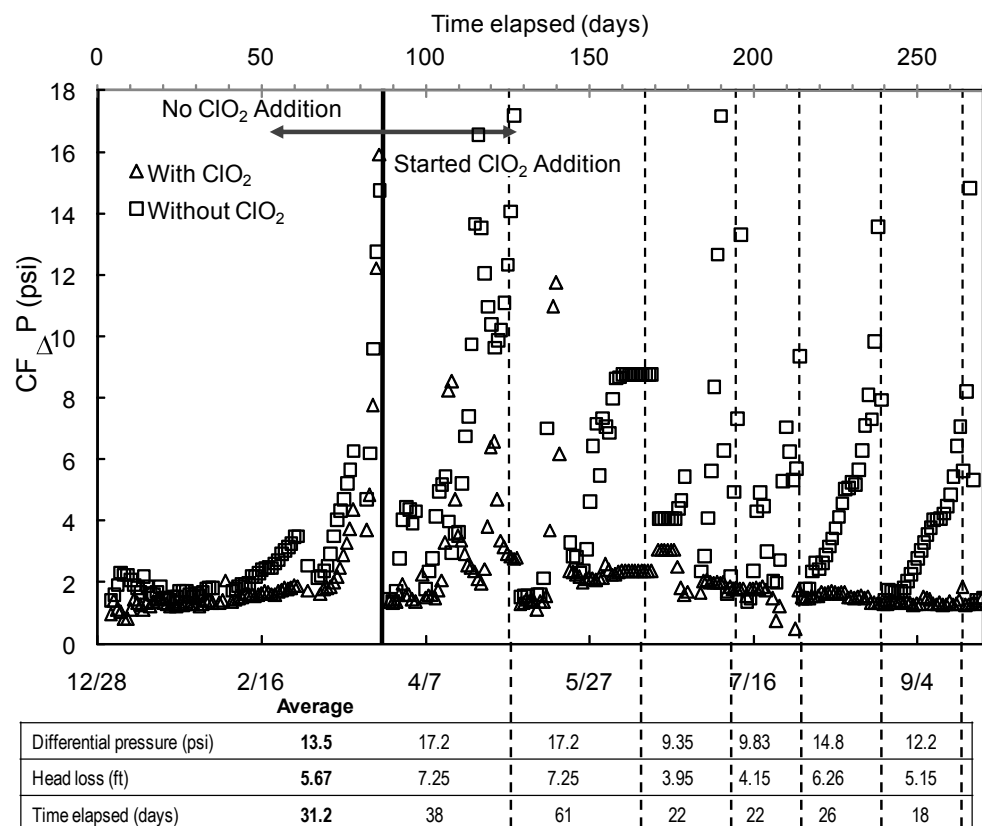 Time elapsed (days)
0 50 100 150 200 250
18
No ClO₂ Addition
16
Started ClO₂ Addition
With ClO₂
Without ClO₂
14
12
10
8
6
4
2
0
CF ΔP (psi)
12/28 2/16 4/7 5/27 7/16 9/4
Average
Differential pressure (psi) 13.5 17.2 17.2 9.35 9.83 14.8 12.2
Head loss (ft) 5.67 7.25 7.25 3.95 4.15 6.26 5.15
Time elapsed (days) 31.2 38 61 22 22 26 18